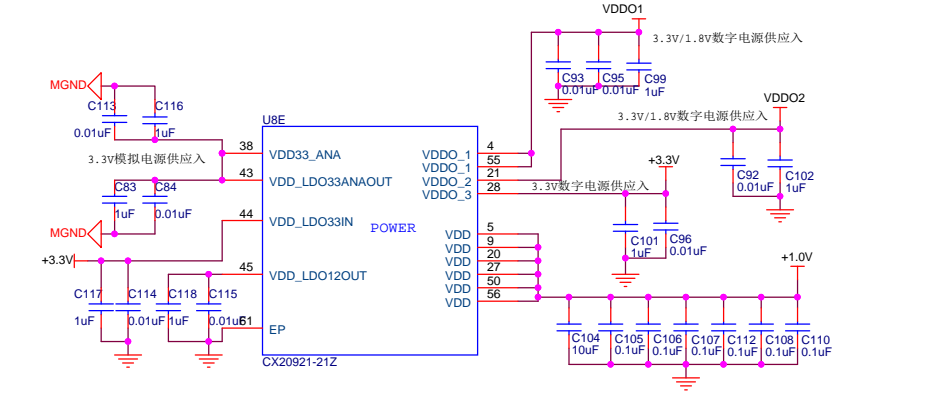 VDDO1
3.3V/1.8V数字电源供应入
C93
0.01uF
C95
0.01uF
C99
1uF
MGND
C113
0.01uF
C116
1uF
VDDO2
3.3V/1.8V数字电源供应入
C92
0.01uF
C102
1uF
U8E
3.3V模拟电源供应入
38
VDD33_ANA
43
VDD_LDO33ANAOUT
44
VDD_LDO33IN
45
VDD_LDO12OUT
61
EP
POWER
VDDO_1
4
VDDO_1
55
VDDO_2
21
VDDO_3
28
VDD
5
VDD
9
VDD
20
VDD
27
VDD
50
VDD
56
CX20921-21Z
C83
1uF
C84
0.01uF
MGND
+3.3V
3.3V数字电源供应入
+3.3V
C101
1uF
C96
0.01uF
C117
1uF
C114
0.01uF
C118
1uF
C115
0.01uF
+1.0V
C104
10uF
C105
0.1uF
C106
0.1uF
C107
0.1uF
C112
0.1uF
C108
0.1uF
C110
0.1uF